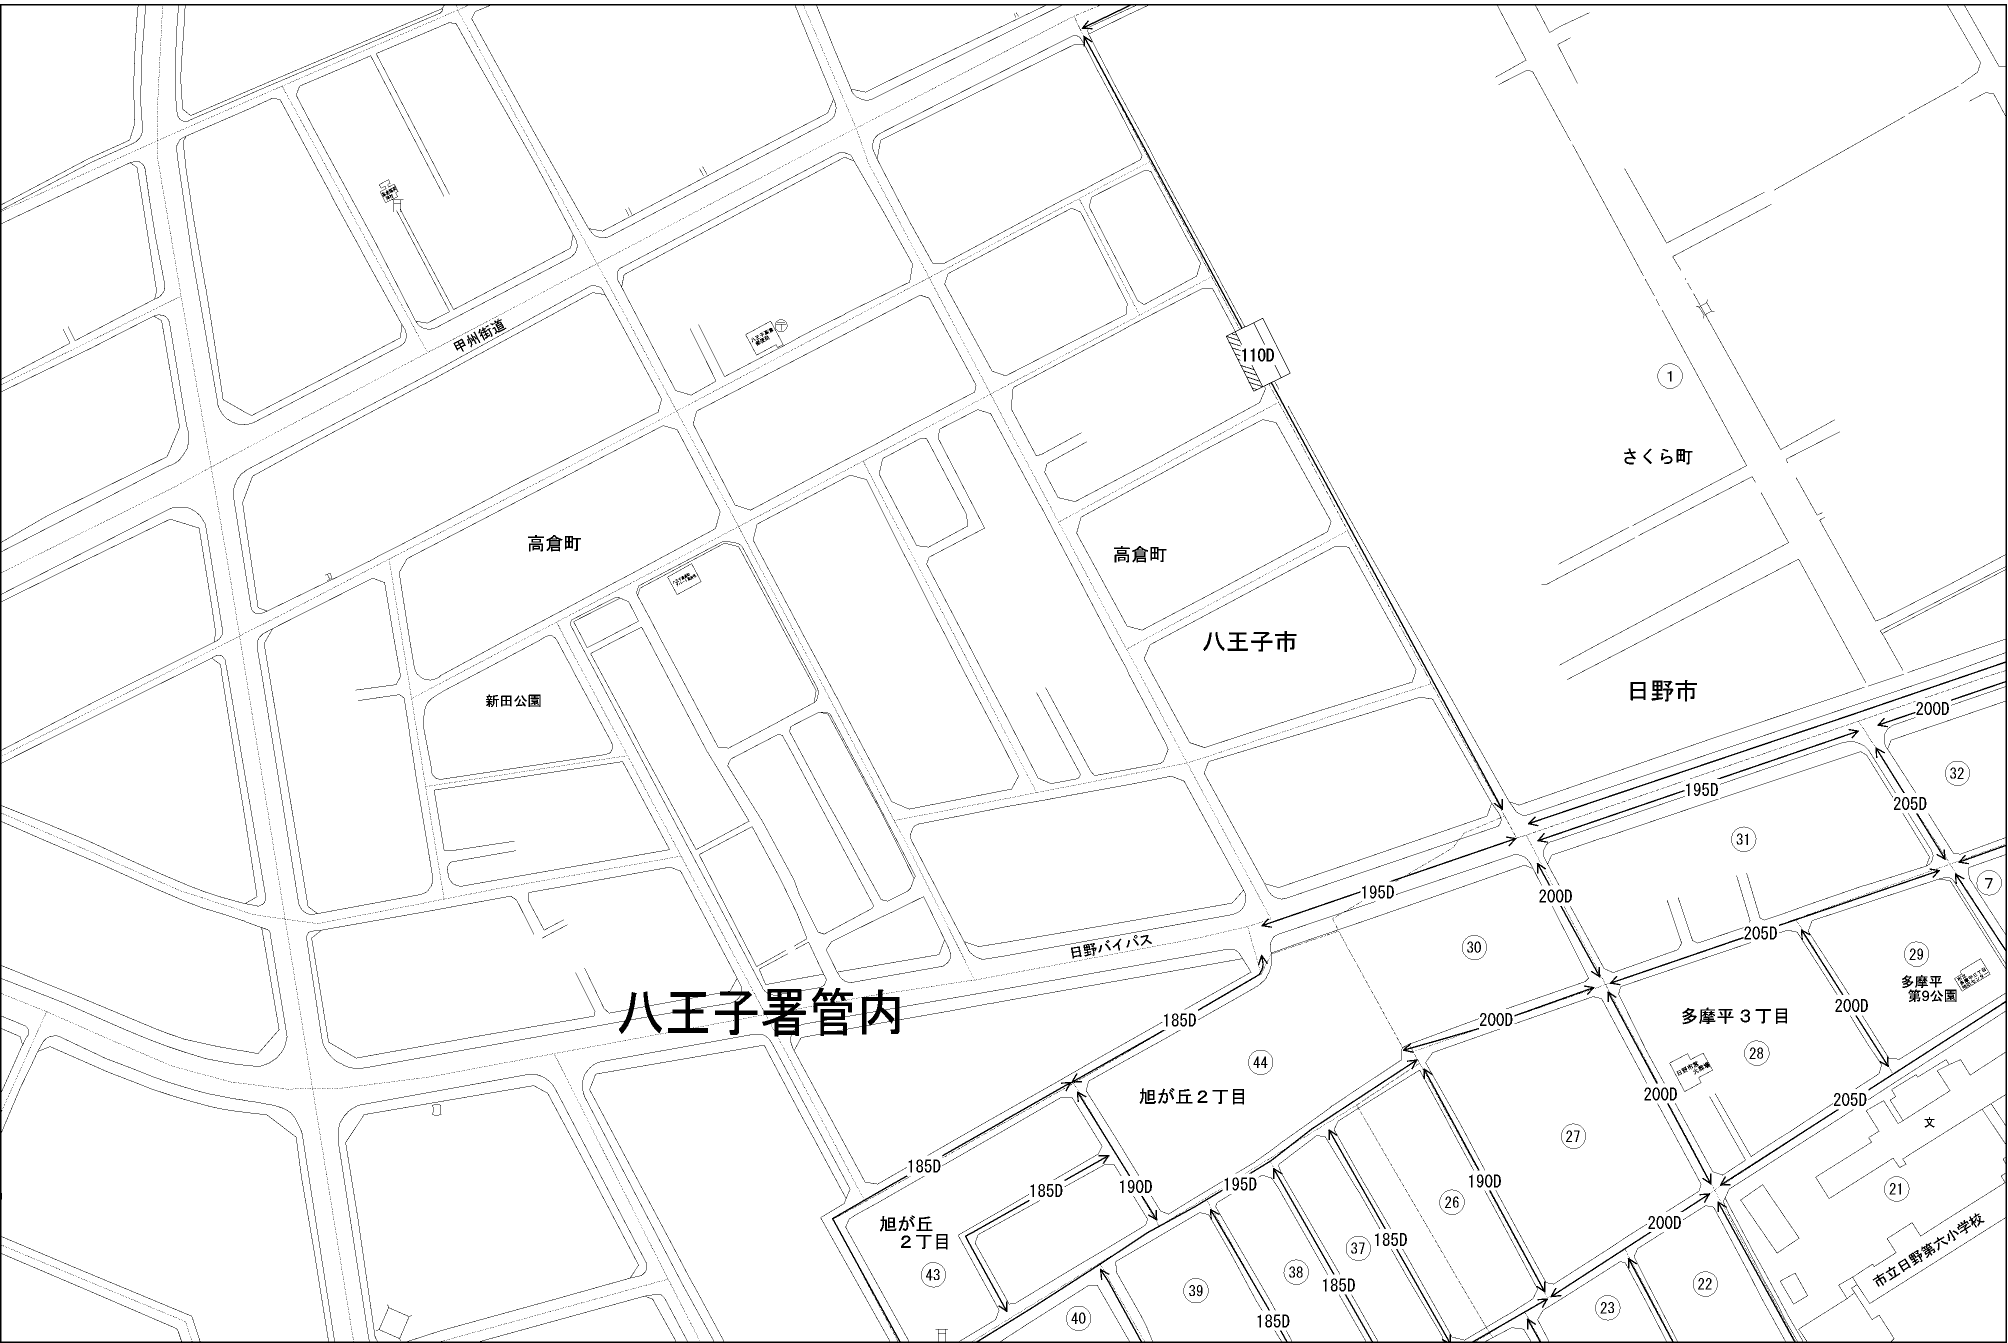 甲州街道
110D
1
さくら町
高倉町
高倉町
八王子市
新田公園
日野市
200D
32
195D
205D
31
195D
200D
7
205D
30
29
多摩平
第9公園
日野バイパス
八王子署管内
185D
200D
多摩平3丁目
200D
28
44
旭が丘2丁目
200D
205D
文
27
185D
185D
190D
195D
190D
26
21
旭が丘
2丁目
200D
市立日野第六小学校
43
37
185D
38
185D
39
22
23
40
185D